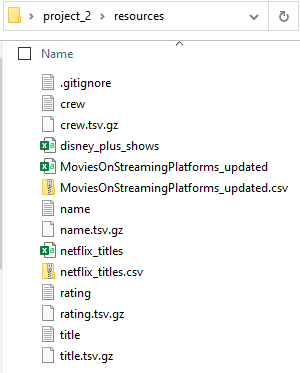 project_2 > resources
Name
.gitignore
crew
crew.tsv.gz
disney_plus_shows
MoviesOnStreamingPlatforms_updated
MoviesOnStreamingPlatforms_updated.csv
name
name.tsv.gz
netflix_titles
netflix_titles.csv
rating
rating.tsv.gz
title
title.tsv.gz